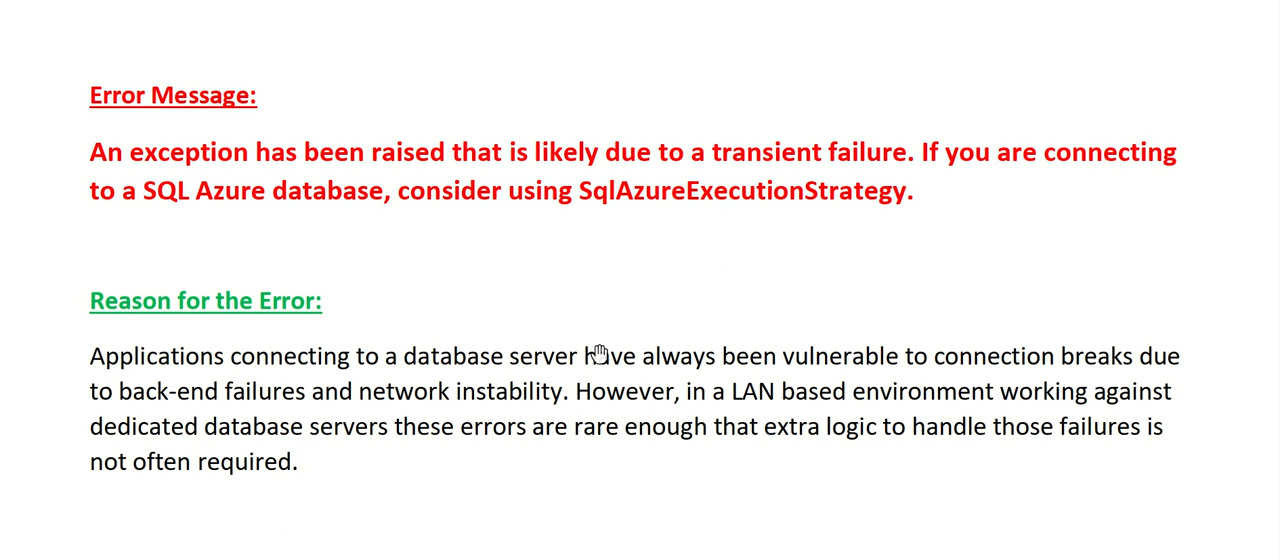 Error Message:
An exception has been raised that is likely due to a transient failure. If you are connecting
to a SQL Azure database, consider using SqlAzureExecutionStrategy.
Reason for the Error:
Applications connecting to a database server have always been vulnerable to connection breaks due
to back-end failures and network instability. However, in a LAN based environment working against
dedicated database servers these errors are rare enough that extra logic to handle those failures is
not often required.